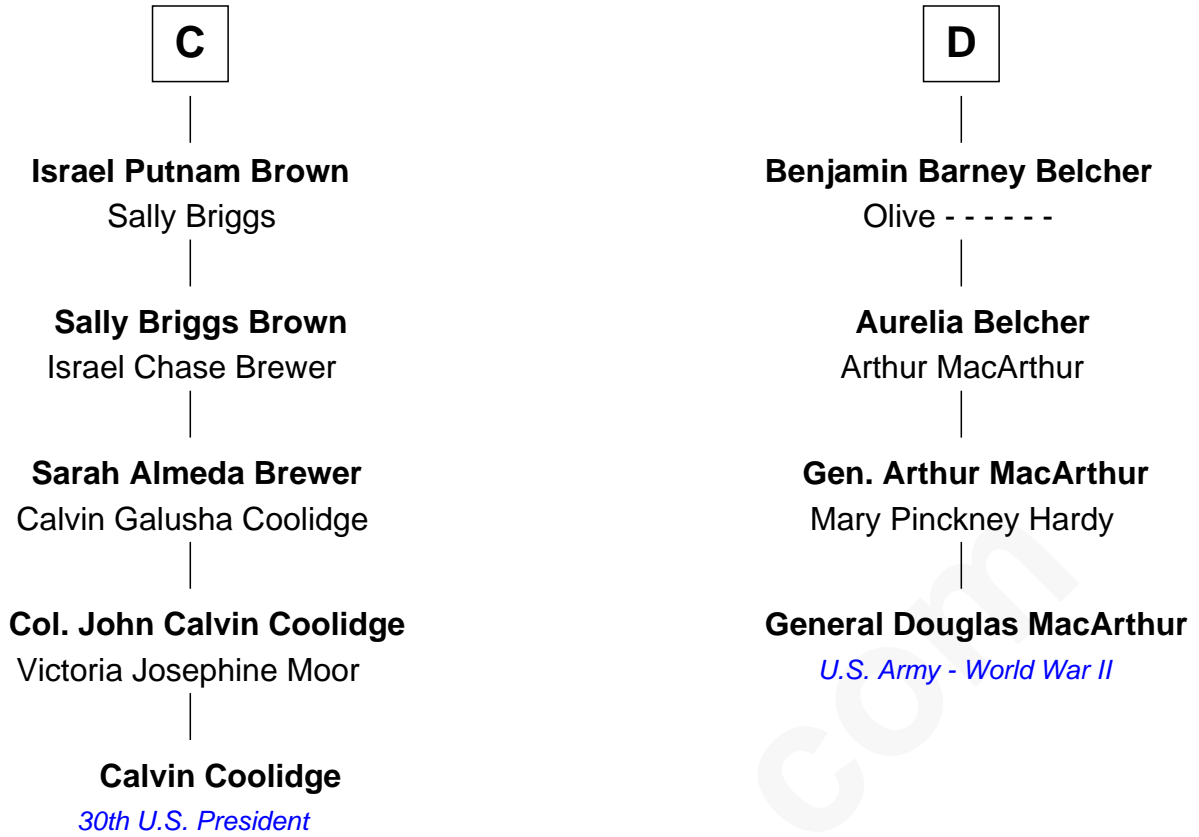 C
Israel Putnam Brown
Sally Briggs
Sally Briggs Brown
Israel Chase Brewer
Sarah Almeda Brewer
Calvin Galusha Coolidge
Col. John Calvin Coolidge
Victoria Josephine Moor
Calvin Coolidge
30th U.S. President
D
Benjamin Barney Belcher
Olive - - - - - -
Aurelia Belcher
Arthur MacArthur
Gen. Arthur MacArthur
Mary Pinckney Hardy
General Douglas MacArthur
U.S. Army - World War II
com